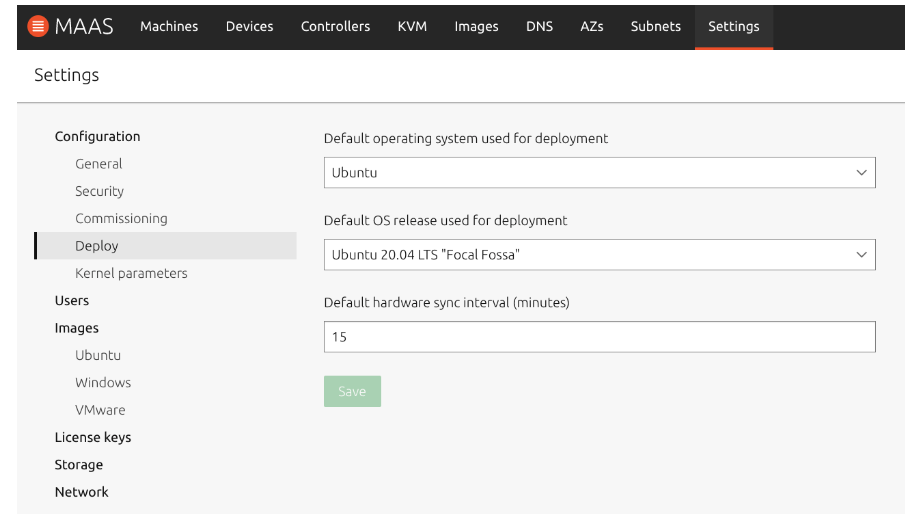 MAAS Machines Devices Controllers KVM Images DNS AZs Subnets Settings
Settings
Configuration
General
Security
Commissioning
Deploy
Kernel parameters
Users
Images
Ubuntu
Windows
VMware
License keys
Storage
Network
Default operating system used for deployment
Ubuntu
Default OS release used for deployment
Ubuntu 20.04 LTS "Focal Fossa"
Default hardware sync interval (minutes)
15
Save